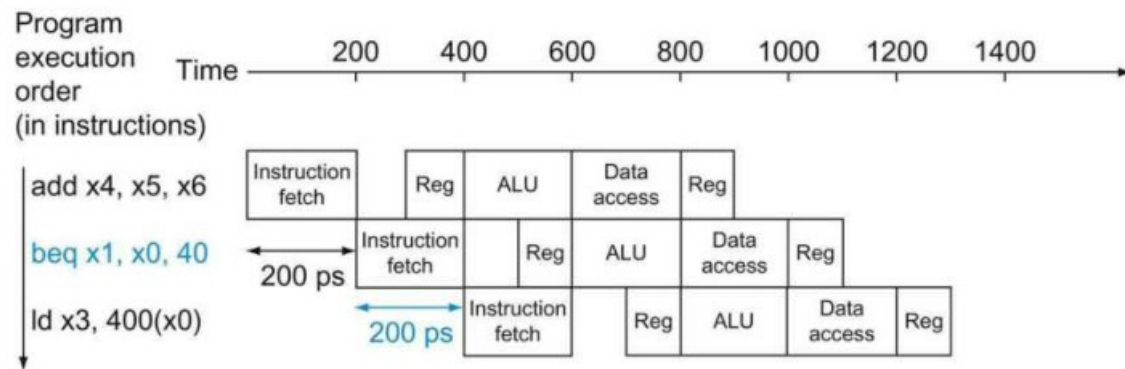 Program
execution
order
(in instructions)
Time
200 400 600 800 1000 1200 1400
add x4, x5, x6
Instruction
fetch
Reg
ALU
Data
access
Reg
beq x1, x0, 40
200 ps
Instruction
fetch
Reg
ALU
Data
access
Reg
ld x3, 400(x0)
200 ps
Instruction
fetch
Reg
ALU
Data
access
Reg